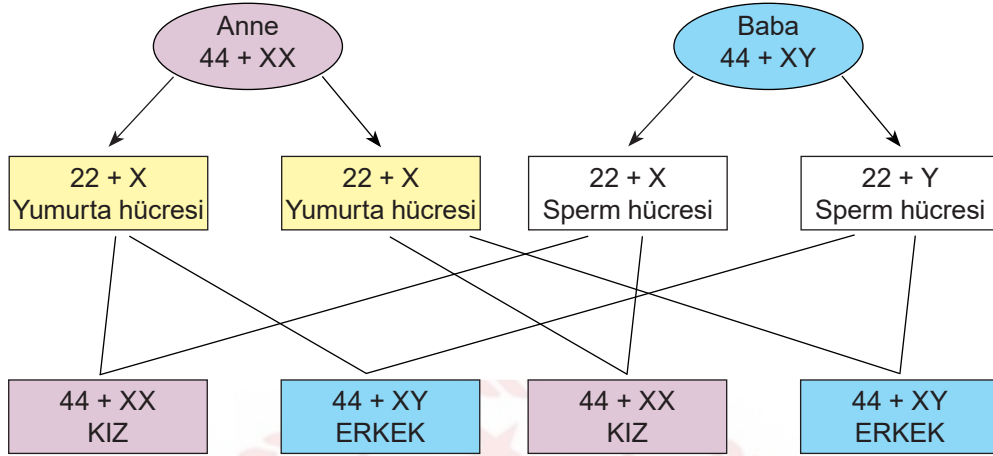 Anne
44 + XX
Baba
44 + XY
22 + X
Yumurta hücresi
22 + X
Yumurta hücresi
22 + X
Sperm hücresi
22 + Y
Sperm hücresi
44 + XX
KIZ
44 + XY
ERKEK
44 + XX
KIZ
44 + XY
ERKEK